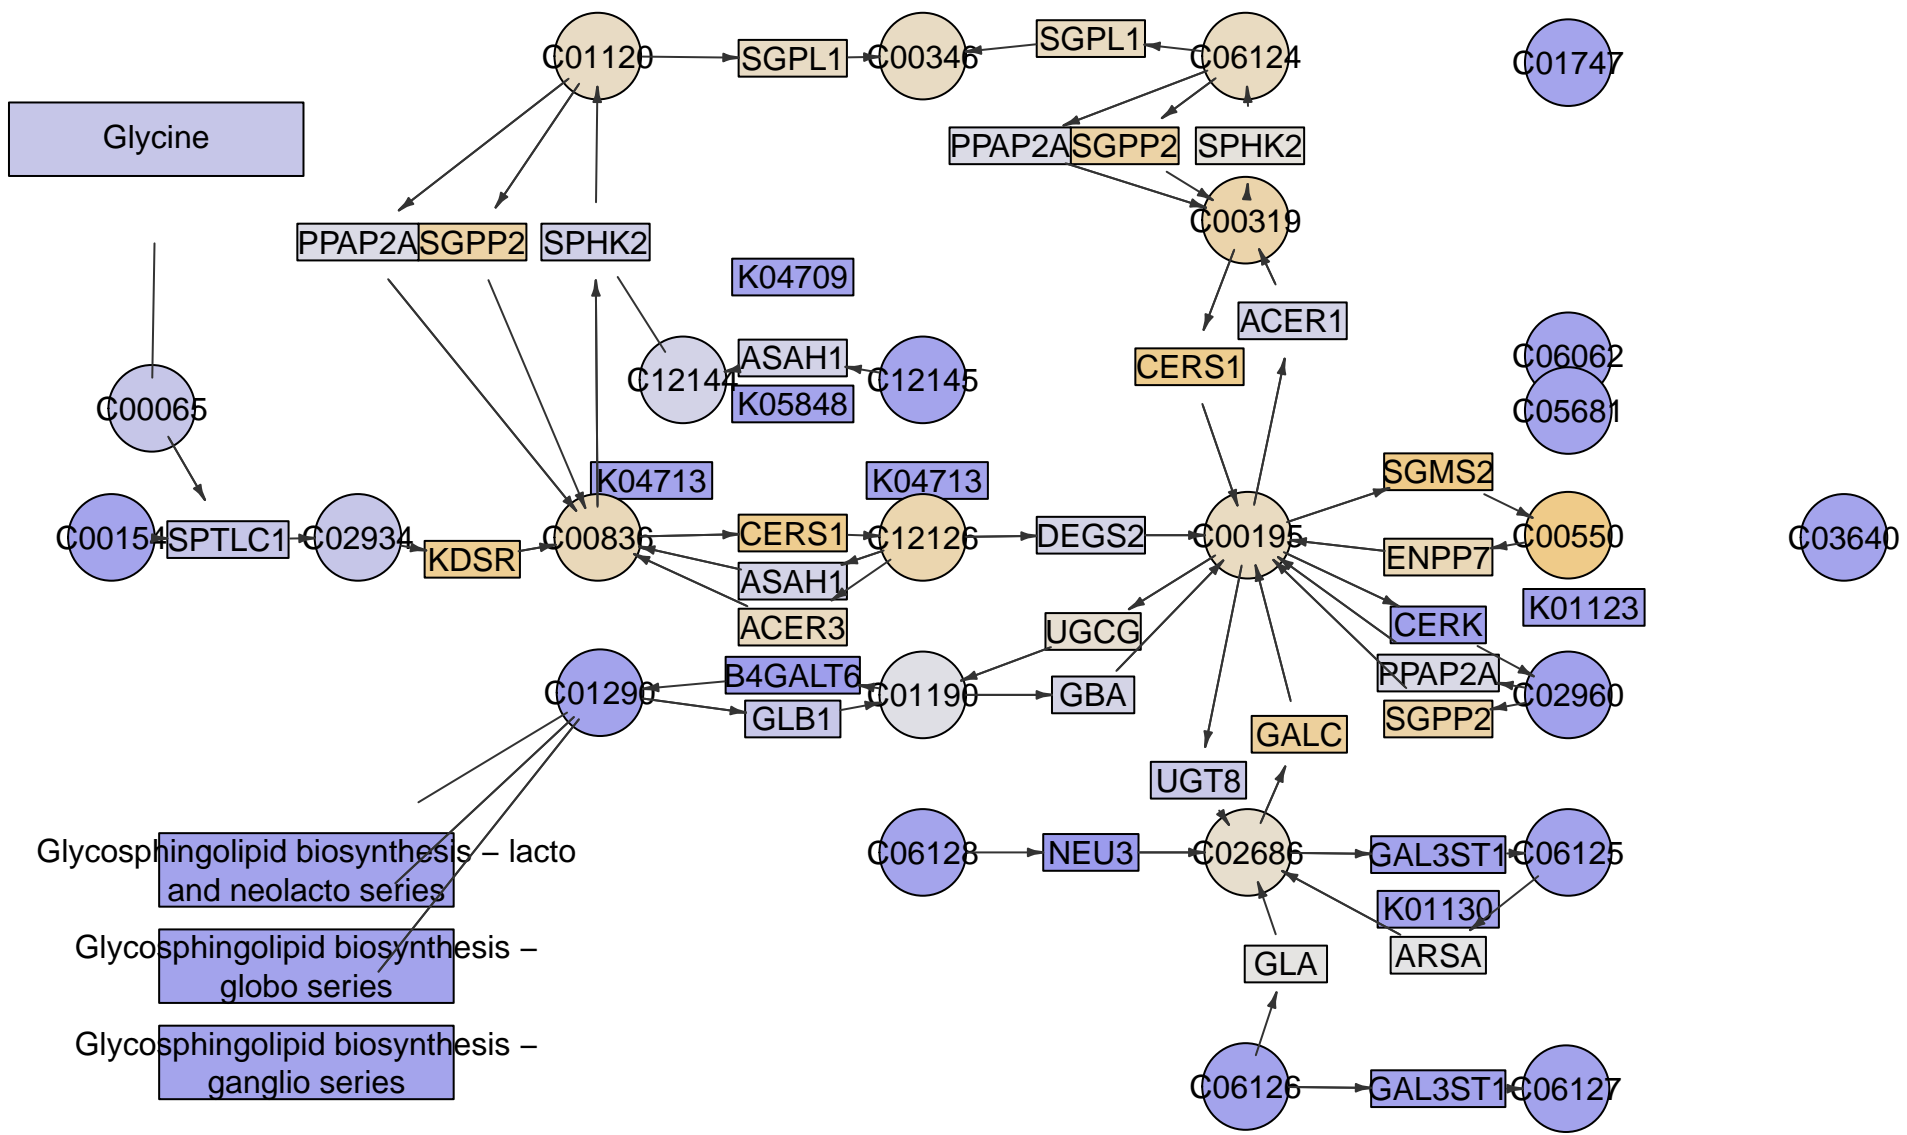 C01120
SGPL1
C00346
SGPL1
C06124
C01747
Glycine
PPAP2A
SGPP2
SPHK2
C00319
PPAP2A
SGPP2
SPHK2
K04709
ACER1
C12144
ASAH1
C12145
K05848
CERS1
C06062
C05681
C00065
K04713
K04713
SGMS2
C00154
SPTLC1
C02934
KDSR
C00836
CERS1
C12126
DEGS2
C00195
ENPP7
C00550
C03640
ASAH1
ACER3
UGCG
CERK
K01123
C01290
B4GALT6
GLB1
C01190
GBA
PPAP2A
SGPP2
C02960
GALC
UGT8
Glycosphingolipid biosynthesis – lacto
and neolacto series
C06128
NEU3
C02686
GAL3ST1
C06125
K01130
ARSA
GLA
Glycosphingolipid biosynthesis –
globo series
Glycosphingolipid biosynthesis –
ganglio series
C06126
GAL3ST1
C06127